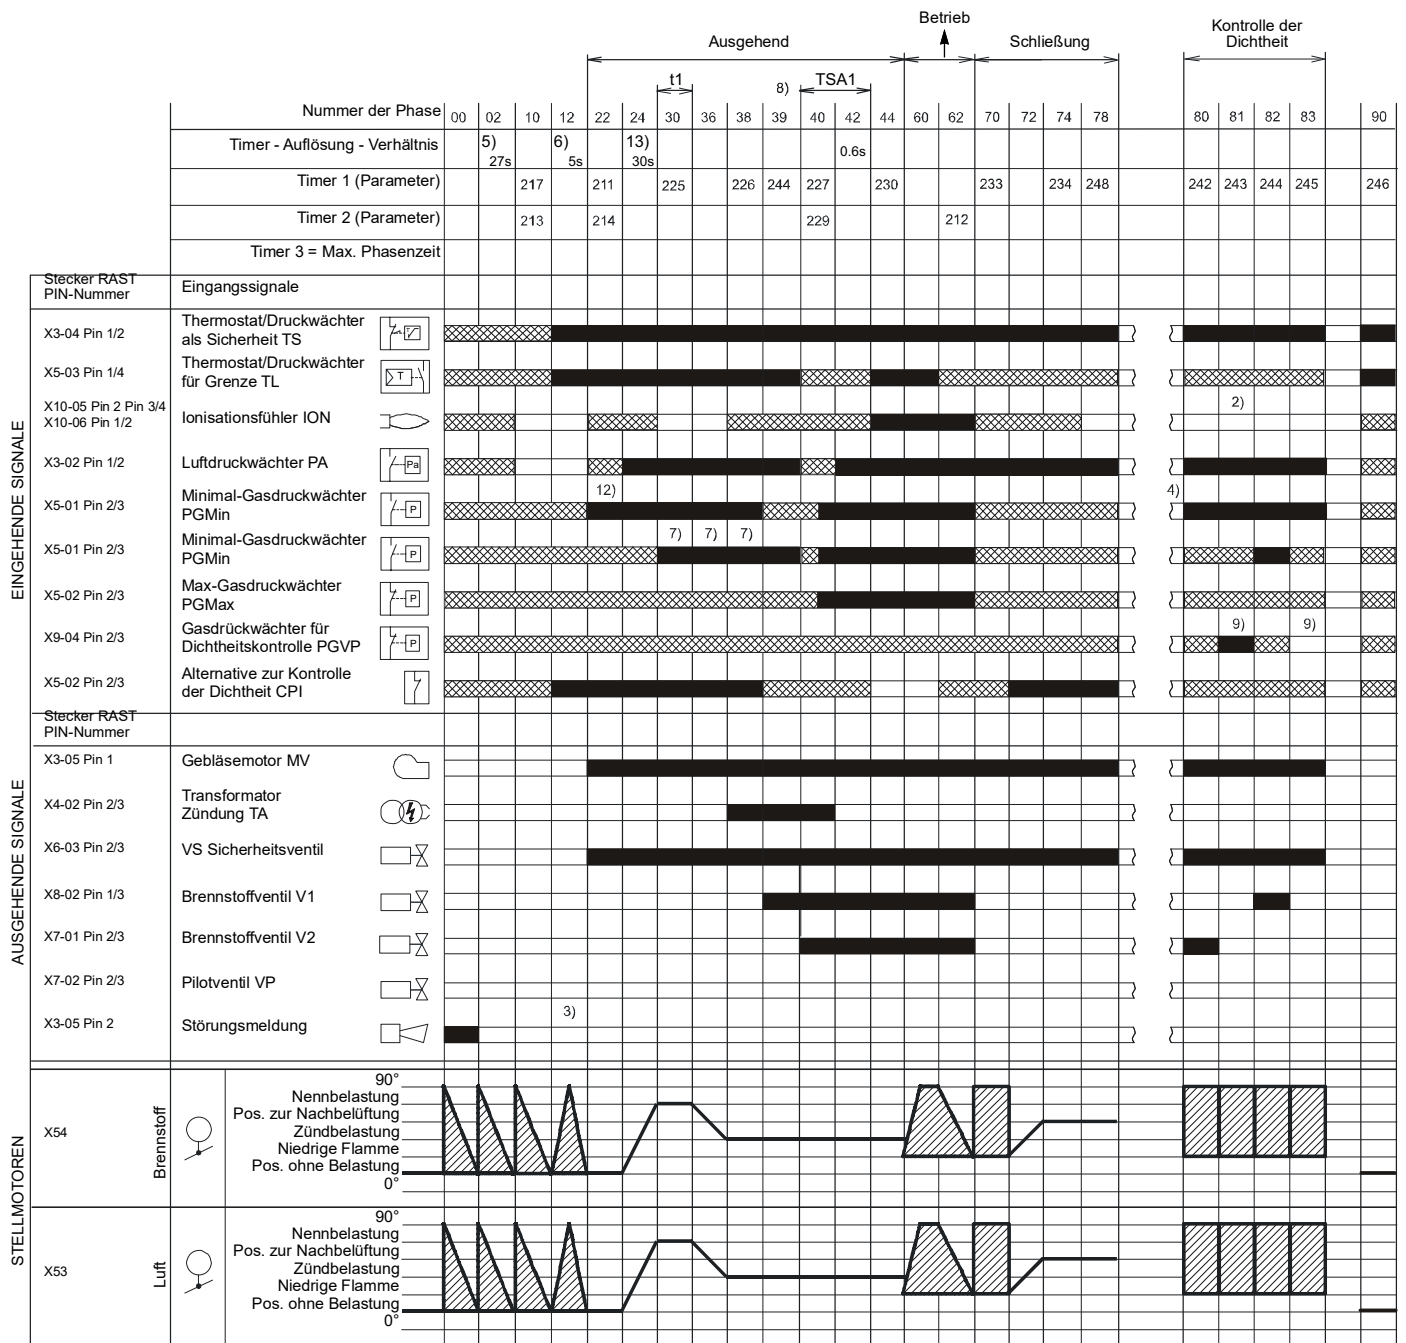 Betrieb
Ausgehend
Schließung
Kontrolle der
Dichtheit
t1
8)
TSA1
Nummer der Phase 00 02 10 12 22 24 30 36 38 39 40 42 44 60 62 70 72 74 78 80 81 82 83 90
Timer - Auflösung - Verhältnis 5) 27s 6) 5s 13) 30s 0.6s
Timer 1 (Parameter) 217 211 225 226 244 227 230 233 234 248 242 243 244 245 246
Timer 2 (Parameter) 213 214 229 212
Timer 3 = Max. Phasenzeit
Stecker RAST
PIN-Nummer
Eingangssignale
EINGEHENDE SIGNALE
X3-04 Pin 1/2
Thermostat/Druckwächter
als Sicherheit TS
X5-03 Pin 1/4
Thermostat/Druckwächter
für Grenze TL
T
X10-05 Pin 2 Pin 3/4
X10-06 Pin 1/2
Ionisationsfühler ION
2)
X3-02 Pin 1/2
Luftdruckwächter PA
Pa
X5-01 Pin 2/3
Minimal-Gasdruckwächter
PGMin
P
12)
4)
X5-01 Pin 2/3
Minimal-Gasdruckwächter
PGMin
P
7) 7) 7)
X5-02 Pin 2/3
Max-Gasdruckwächter
PGMax
P
X9-04 Pin 2/3
Gasdrückwächter für
Dichtheitskontrolle PGVP
P
9) 9)
X5-02 Pin 2/3
Alternative zur Kontrolle
der Dichtheit CPI
Stecker RAST
PIN-Nummer
AUSGEHENDE SIGNALE
X3-05 Pin 1
Gebläsemotor MV
X4-02 Pin 2/3
Transformator
Zündung TA
X6-03 Pin 2/3
VS Sicherheitsventil
X8-02 Pin 1/3
Brennstoffventil V1
X7-01 Pin 2/3
Brennstoffventil V2
X7-02 Pin 2/3
Pilotventil VP
X3-05 Pin 2
Störungsmeldung
3)
STELLMOTOREN
X54
Brennstoff
90°
Nennbelastung
Pos. zur Nachbelüftung
Zündbelastung
Niedrige Flamme
Pos. ohne Belastung
0°
X53
Luft
90°
Nennbelastung
Pos. zur Nachbelüftung
Zündbelastung
Niedrige Flamme
Pos. ohne Belastung
0°